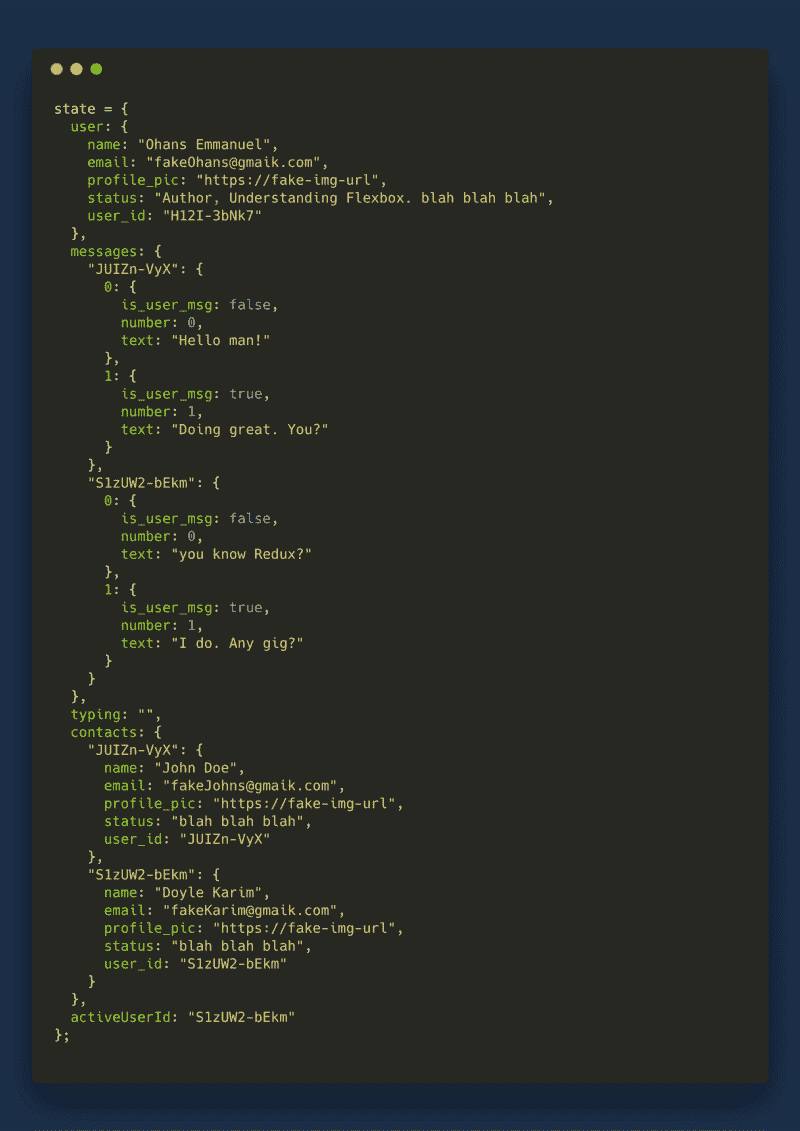 state = {
  user: {
    name: "Ohans Emmanuel",
    email: "fakeOhans@gmaik.com",
    profile_pic: "https://fake-img-url",
    status: "Author, Understanding Flexbox. blah blah blah",
    user_id: "H12I-3bNk7"
  },
  messages: {
    "JUIZn-VyX": {
      0: {
        is_user_msg: false,
        number: 0,
        text: "Hello man!"
      },
      1: {
        is_user_msg: true,
        number: 1,
        text: "Doing great. You?"
      }
    },
    "S1zUW2-bEkm": {
      0: {
        is_user_msg: false,
        number: 0,
        text: "you know Redux?"
      },
      1: {
        is_user_msg: true,
        number: 1,
        text: "I do. Any gig?"
      }
    }
  },
  typing: "",
  contacts: {
    "JUIZn-VyX": {
      name: "John Doe",
      email: "fakeJohns@gmaik.com",
      profile_pic: "https://fake-img-url",
      status: "blah blah blah",
      user_id: "JUIZn-VyX"
    },
    "S1zUW2-bEkm": {
      name: "Doyle Karim",
      email: "fakeKarim@gmaik.com",
      profile_pic: "https://fake-img-url",
      status: "blah blah blah",
      user_id: "S1zUW2-bEkm"
    }
  },
  activeUserId: "S1zUW2-bEkm"
};